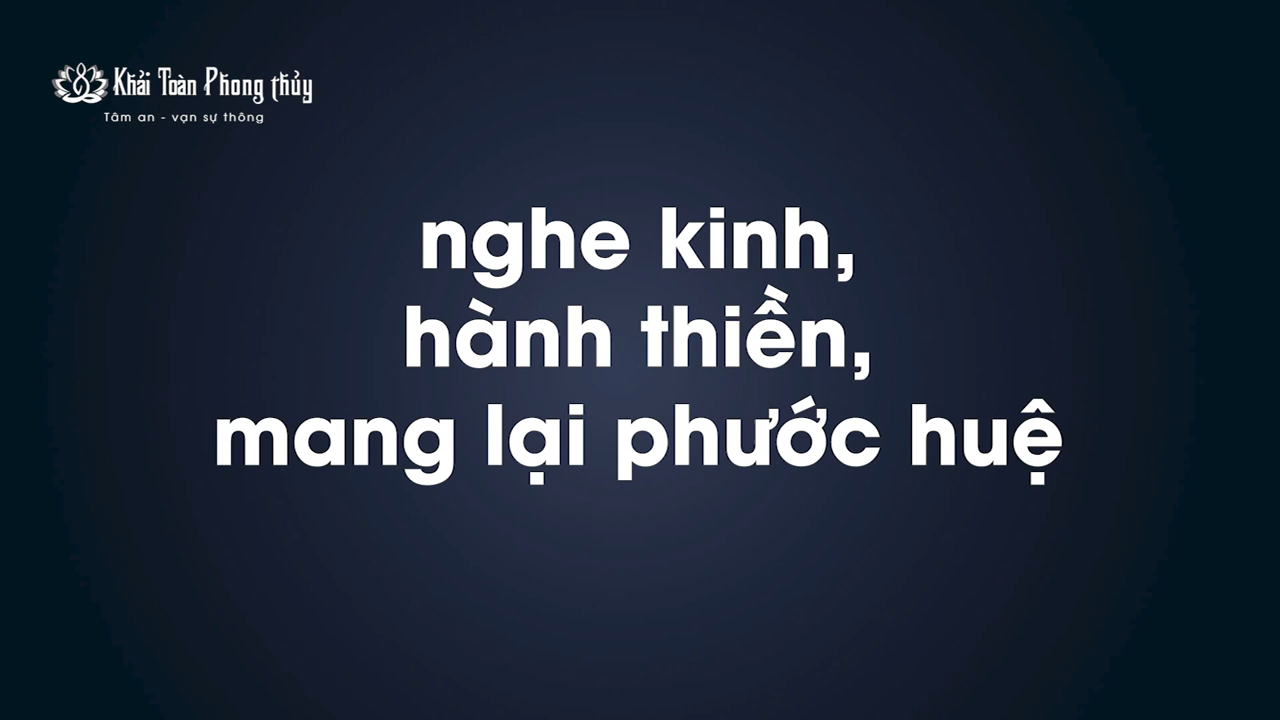 Khải Toàn Phong thủy
Tâm an - vạn sự thông
nghe kinh,
hành thiền,
mang lại phước huệ